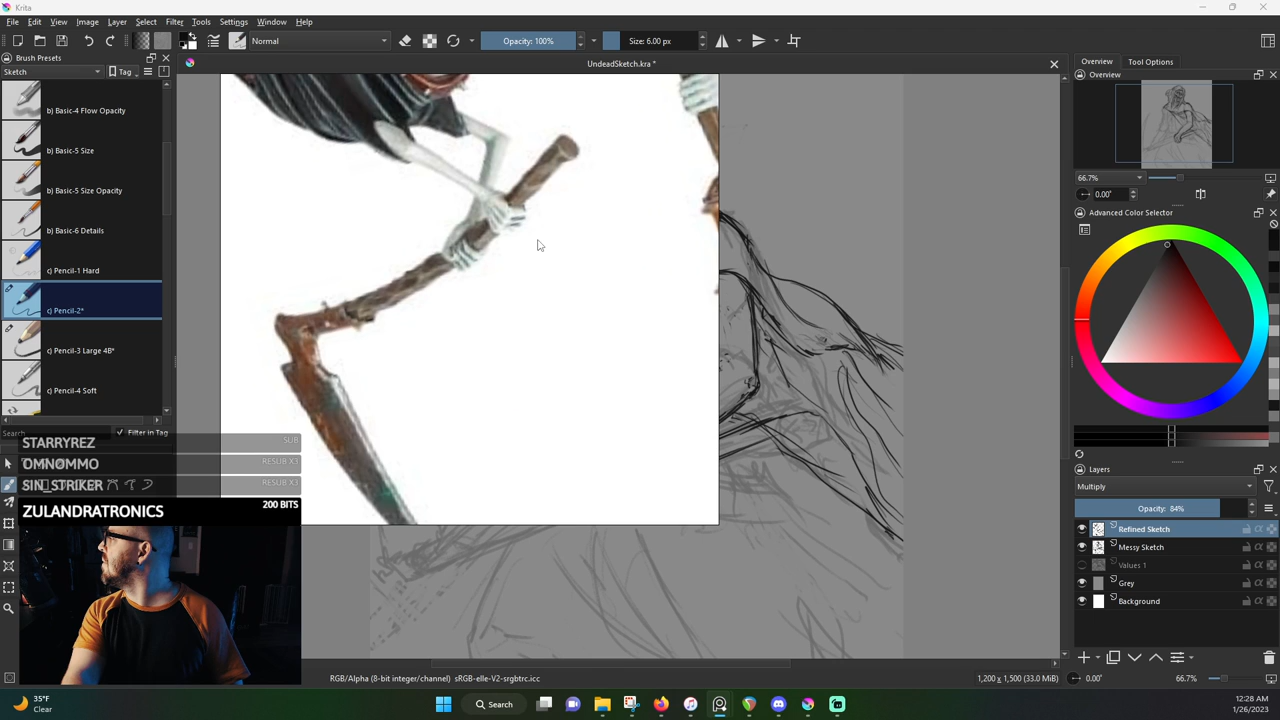 Krita
File Edit View Image Layer Select Filter Tools Settings Window Help
Normal
Opacity: 100%
Size: 6.00 px
Brush Presets
UndeadSketch.kra *
Overview Tool Options
Sketch
Tag
Overview
b) Basic-4 Flow Opacity
b) Basic-5 Size
b) Basic-5 Size Opacity
b) Basic-6 Details
c) Pencil-1 Hard
c) Pencil-2*
c) Pencil-3 Large 4B*
c) Pencil-4 Soft
Search
Filter in Tag
66.7%
0.00°
Advanced Color Selector
STARRYREZ SUB
OMNOMMO RESUB X3
SIN_STRIKER RESUB X3
ZULANDRATRONICS 200 BITS
Layers
Multiply
Opacity: 84%
Refined Sketch
Messy Sketch
Values 1
Grey
Background
RGB/Alpha (8-bit integer/channel) sRGB-elle-V2-srgbtrc.icc
1,200 x 1,500 (33.0 MiB)
0.00°
66.7%
35°F
Clear
Search
12:28 AM
1/26/2023